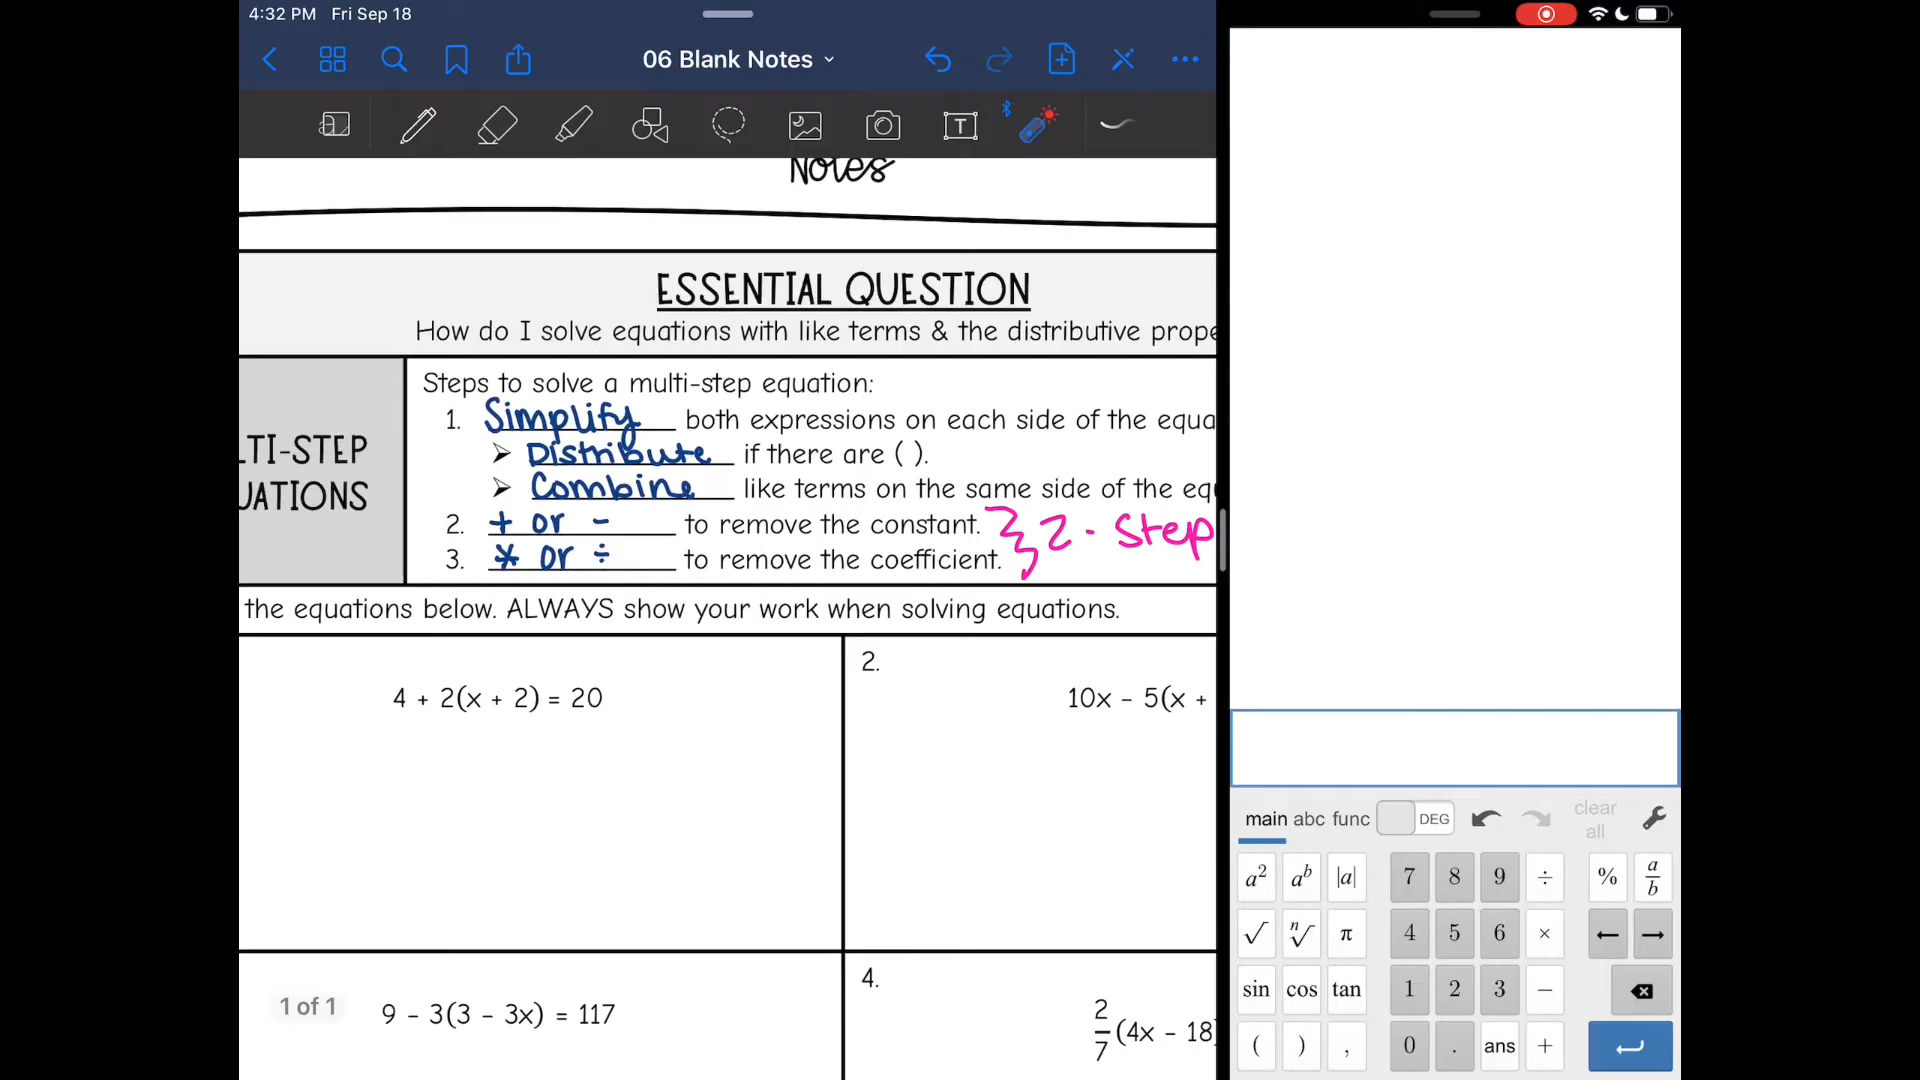 4:32 PM Fri Sep 18
06 Blank Notes
Notes
ESSENTIAL QUESTION
How do I solve equations with like terms & the distributive prope
LTI-STEP
UATIONS
Steps to solve a multi-step equation:
1. Simplify both expressions on each side of the equa
➢ Distribute if there are ( ).
➢ Combine like terms on the same side of the equ
2. + or - to remove the constant.
3. * or ÷ to remove the coefficient.
2-Step
the equations below. ALWAYS show your work when solving equations.
4 + 2(x + 2) = 20
2.
10x - 5(x +
9 - 3(3 - 3x) = 117
4.
2/7(4x - 18)
1 of 1
main abc func DEG clear all
a² aᵇ |a| 7 8 9 ÷ % a/b
√ ⁿ√ π 4 5 6 × ← →
sin cos tan 1 2 3 −
( ) , 0 . ans +